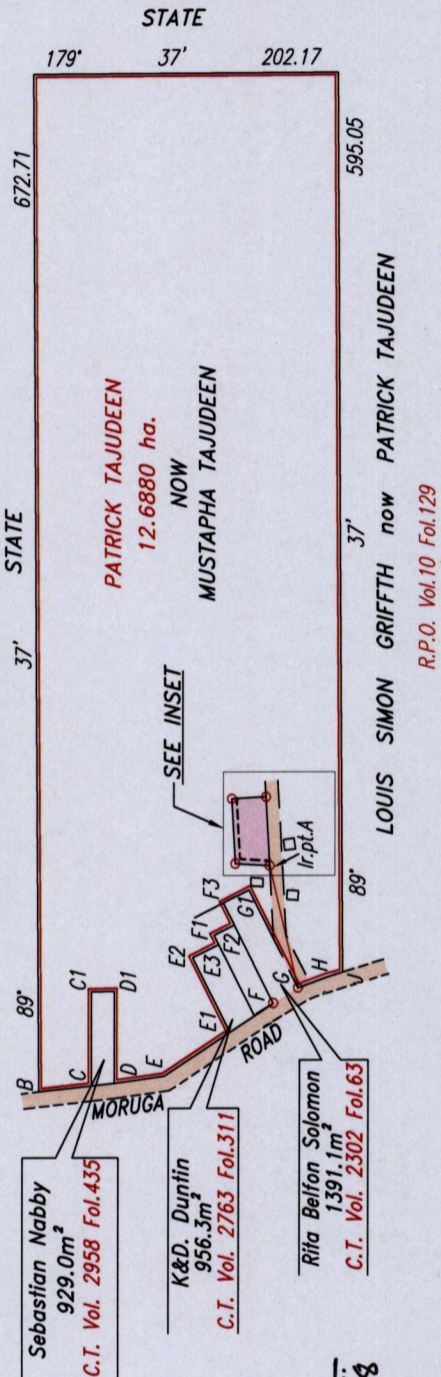 STATE
179° 37' 202.17
STATE
89° 37' 672.71
595.05
PATRICK TAJUDEEN
12.6880 ha.
NOW
MUSTAPHA TAJUDEEN
SEE INSET
89° 37'
LOUIS SIMON GRIFFTH now PATRICK TAJUDEEN
R.P.O. Vol.10 Fol.129
Ir.pt.A
B
C
C1
D1
D
E
E1
E2
E3
F1
F2
F3
F
G1
G
H
MORUGA
ROAD
Sebastian Nabby
929.0m²
C.T. Vol. 2958 Fol.435
K&D. Duntin
956.3m²
C.T. Vol. 2763 Fol.311
Rita Belfon Solomon
1391.1m²
C.T. Vol. 2302 Fol.63